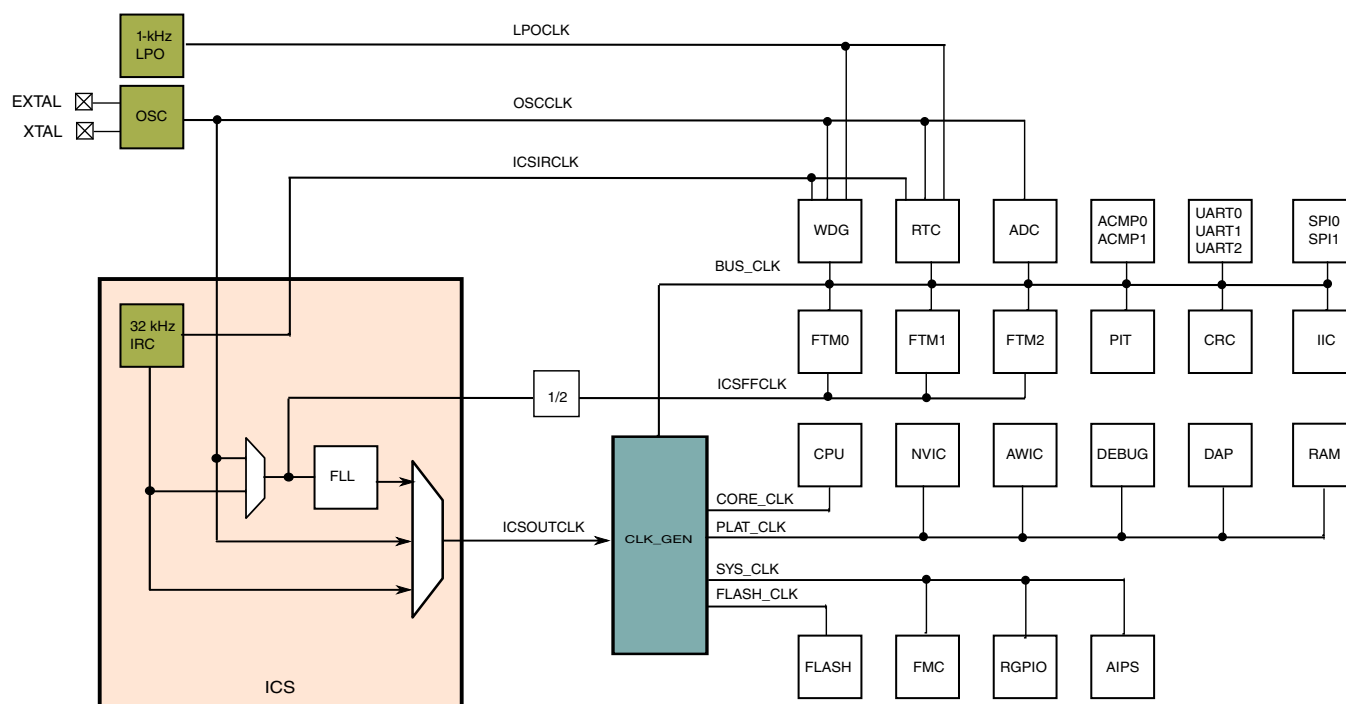 1-kHz
LPO
LPOCLK
EXTAL
XTAL
OSC
OSCCLK
ICSIRCLK
WDG
RTC
ADC
ACMP0
ACMP1
UART0
UART1
UART2
SPI0
SPI1
BUS_CLK
32 kHz
IRC
FTM0
FTM1
FTM2
PIT
CRC
IIC
1/2
ICSFFCLK
FLL
CPU
NVIC
AWIC
DEBUG
DAP
RAM
CORE_CLK
ICSOUTCLK
CLK_GEN
PLAT_CLK
SYS_CLK
FLASH_CLK
FLASH
FMC
RGPIO
AIPS
ICS